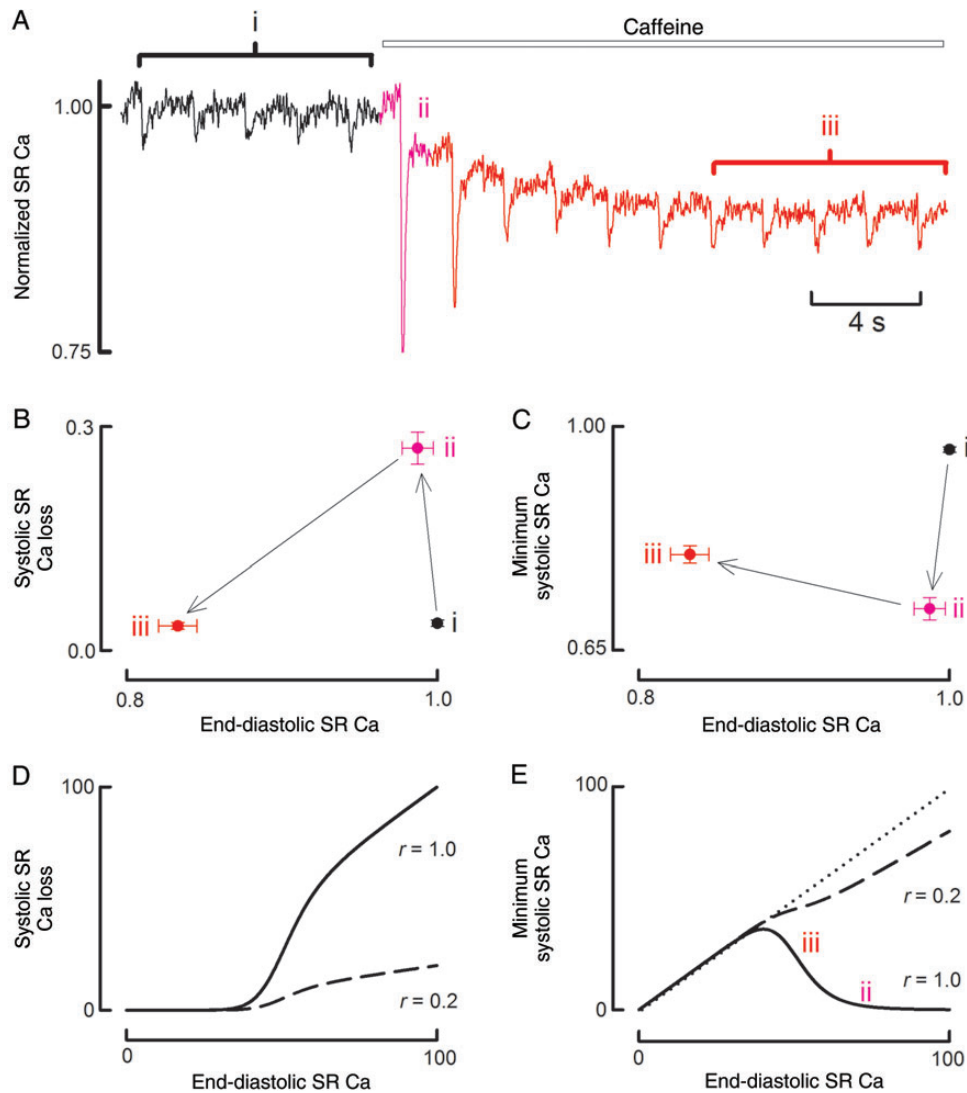 A
i
Caffeine
1.00
ii
iii
Normalized SR Ca
4 s
0.75
B
0.3
ii
Systolic SR
Ca loss
iii
i
0.0
0.8
1.0
End-diastolic SR Ca
C
1.00
i
Minimum
systolic SR Ca
iii
ii
0.65
0.8
1.0
End-diastolic SR Ca
D
100
Systolic SR
Ca loss
r = 1.0
r = 0.2
0
0
100
End-diastolic SR Ca
E
100
Minimum
systolic SR Ca
r = 0.2
iii
ii
r = 1.0
0
0
100
End-diastolic SR Ca